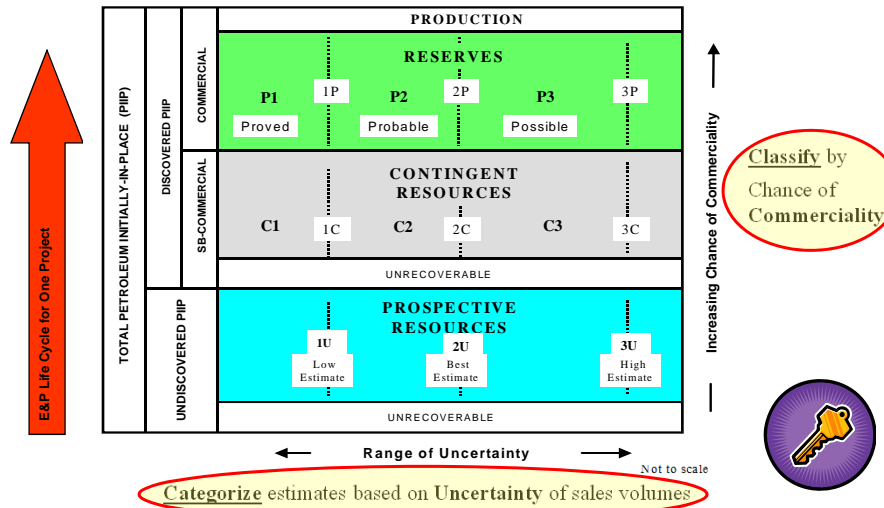 E&P Life Cycle for One Project
TOTAL PETROLEUM INITIALLY-IN-PLACE (PIIP)
DISCOVERED PIIP
UNDISCOVERED PIIP
COMMERCIAL
SB-COMMERCIAL
PRODUCTION
RESERVES
1P 2P 3P
P1 P2 P3
Proved Probable Possible
CONTINGENT
RESOURCES
C1 1C C2 2C C3 3C
UNRECOVERABLE
PROSPECTIVE
RESOURCES
1U 2U 3U
Low Best High
Estimate Estimate Estimate
UNRECOVERABLE
Increasing Chance of Commerciality
Classify by
Chance of
Commerciality
Range of Uncertainty
Not to scale
Categorize estimates based on Uncertainty of sales volumes